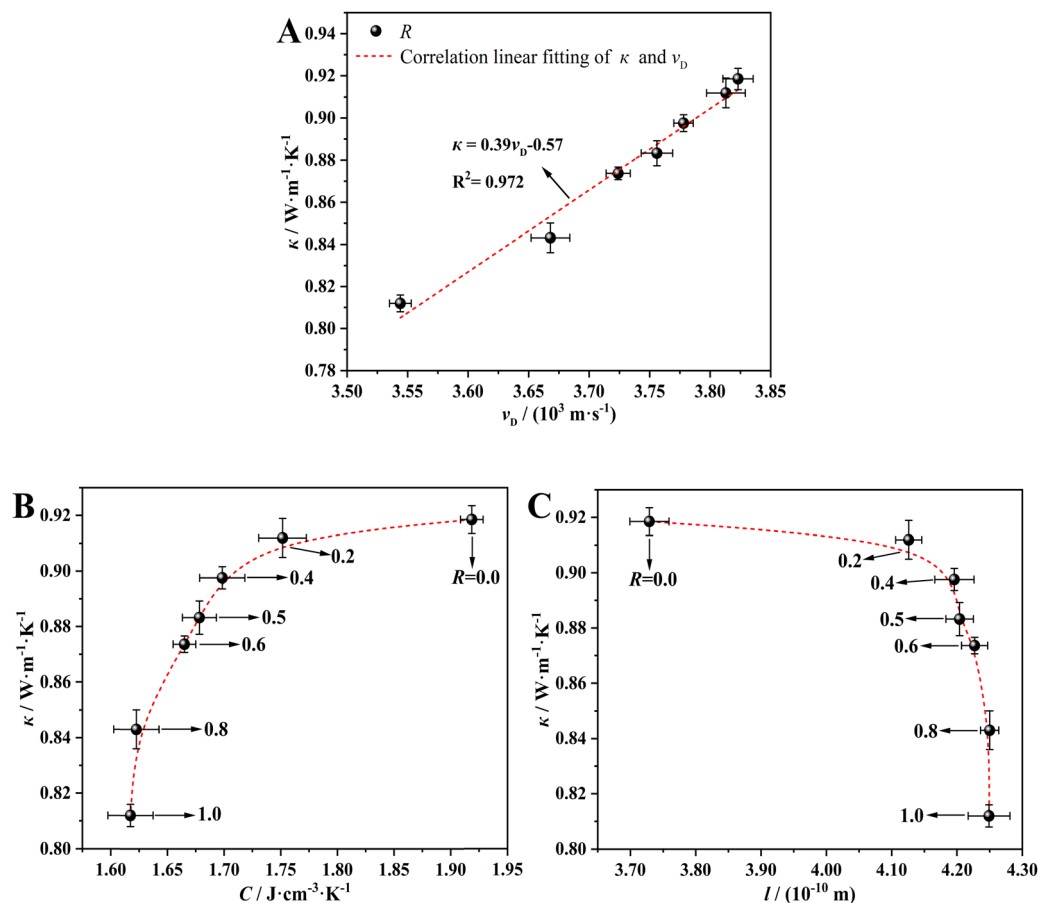 A
R
Correlation linear fitting of κ and v_D
κ = 0.39v_D-0.57
R²= 0.972
0.94
0.92
0.90
0.88
0.86
0.84
0.82
0.80
0.78
κ / W·m⁻¹·K⁻¹
3.50 3.55 3.60 3.65 3.70 3.75 3.80 3.85
v_D / (10³ m·s⁻¹)
B
0.92
0.90
0.88
0.86
0.84
0.82
0.80
κ / W·m⁻¹·K⁻¹
0.2
R=0.0
0.4
0.5
0.6
0.8
1.0
1.60 1.65 1.70 1.75 1.80 1.85 1.90 1.95
C / J·cm⁻³·K⁻¹
C
0.92
0.90
0.88
0.86
0.84
0.82
0.80
κ / W·m⁻¹·K⁻¹
R=0.0
0.2
0.4
0.5
0.6
0.8
1.0
3.70 3.80 3.90 4.00 4.10 4.20 4.30
l / (10⁻¹⁰ m)